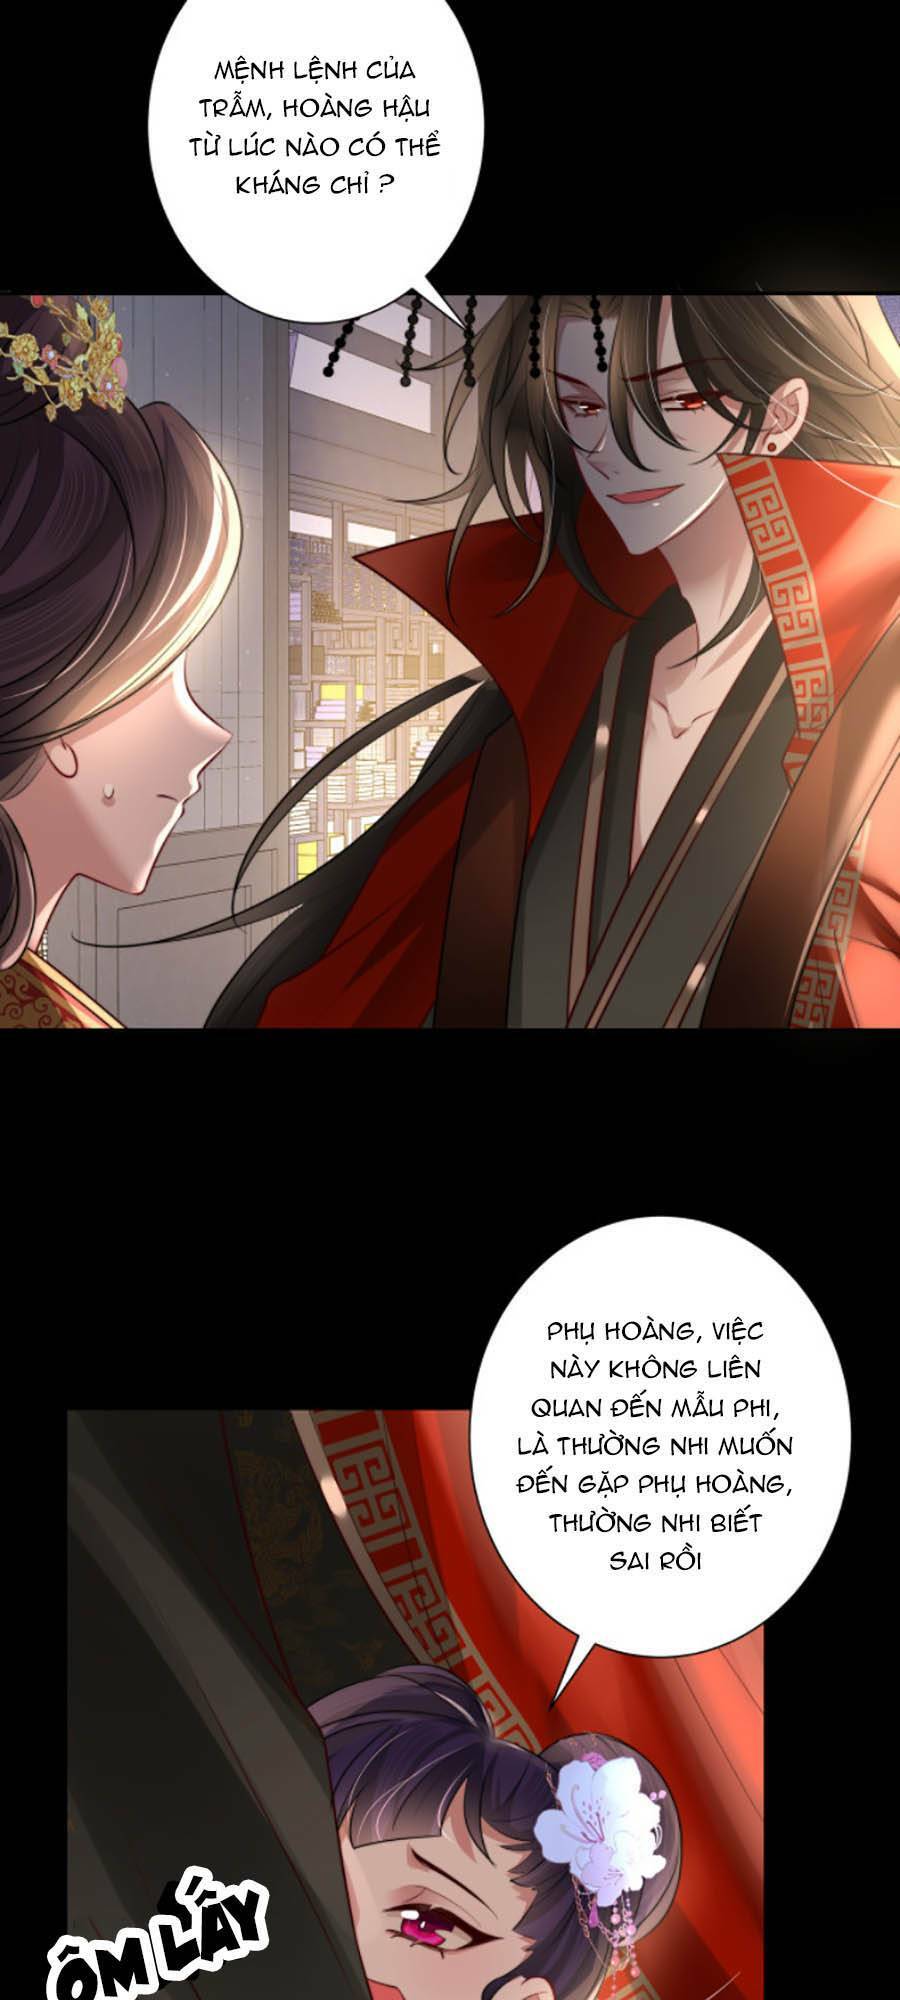 MỆNH LỆNH CỦA
TRẪM, HOÀNG HẬU
TỪ LÚC NÀO CÓ THỂ
KHÁNG CHỈ ?
PHỤ HOÀNG, VIỆC
NÀY KHÔNG LIÊN
QUAN ĐẾN MẪU PHI,
LÀ THƯỜNG NHI MUỐN
ĐẾN GẶP PHỤ HOÀNG,
THƯỜNG NHI BIẾT
SAI RỒI
ÔM LẤY